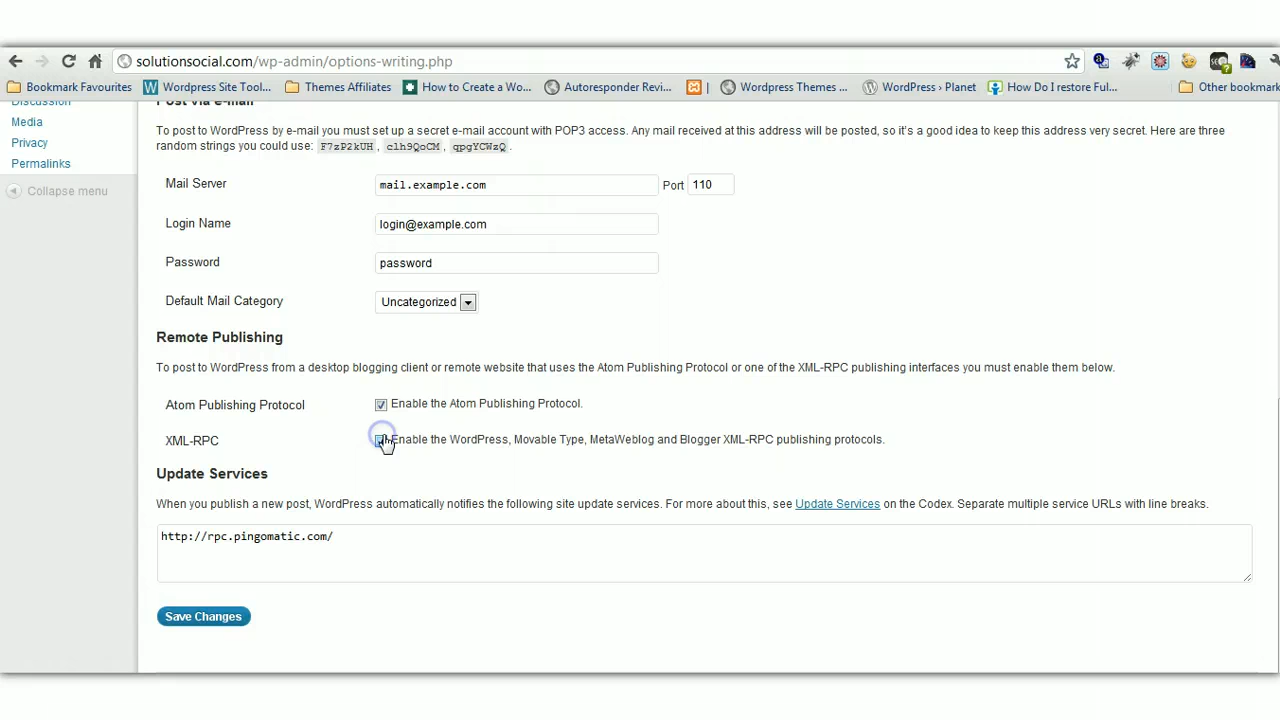 solutionsocial.com/wp-admin/options-writing.php
Bookmark Favourites Wordpress Site Tool... Themes Affiliates How to Create a Wo... Autoresponder Revi... | Wordpress Themes ... WordPress › Planet How Do I restore Ful... Other bookmark
Discussion
Media
Privacy
Permalinks
Collapse menu
Post via e-mail
To post to WordPress by e-mail you must set up a secret e-mail account with POP3 access. Any mail received at this address will be posted, so it's a good idea to keep this address very secret. Here are three
random strings you could use: F7zP2kUH , clh9QoCM , qpgYCWzQ .
Mail Server mail.example.com Port 110
Login Name login@example.com
Password password
Default Mail Category Uncategorized
Remote Publishing
To post to WordPress from a desktop blogging client or remote website that uses the Atom Publishing Protocol or one of the XML-RPC publishing interfaces you must enable them below.
Atom Publishing Protocol Enable the Atom Publishing Protocol.
XML-RPC Enable the WordPress, Movable Type, MetaWeblog and Blogger XML-RPC publishing protocols.
Update Services
When you publish a new post, WordPress automatically notifies the following site update services. For more about this, see Update Services on the Codex. Separate multiple service URLs with line breaks.
http://rpc.pingomatic.com/
Save Changes